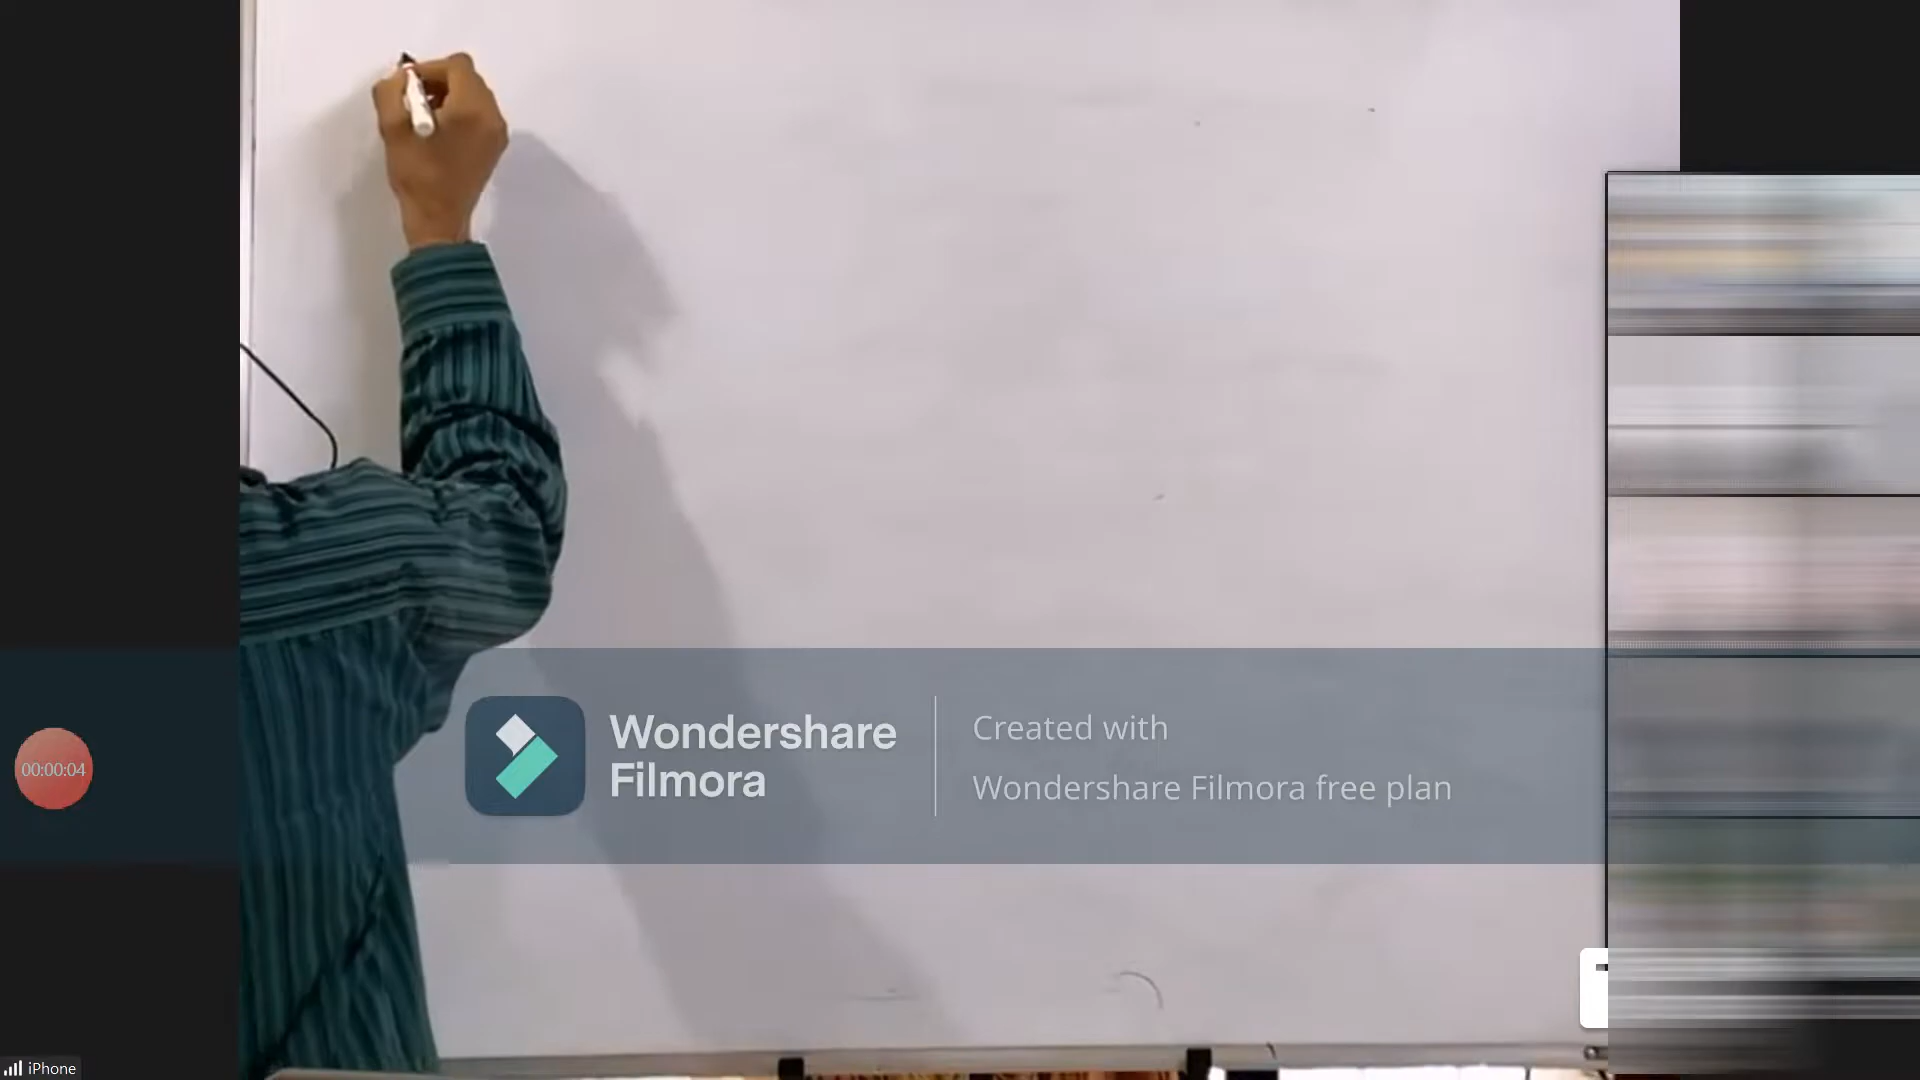 Wondershare
Filmora
Created with
Wondershare Filmora free plan
00:00:04
iPhone